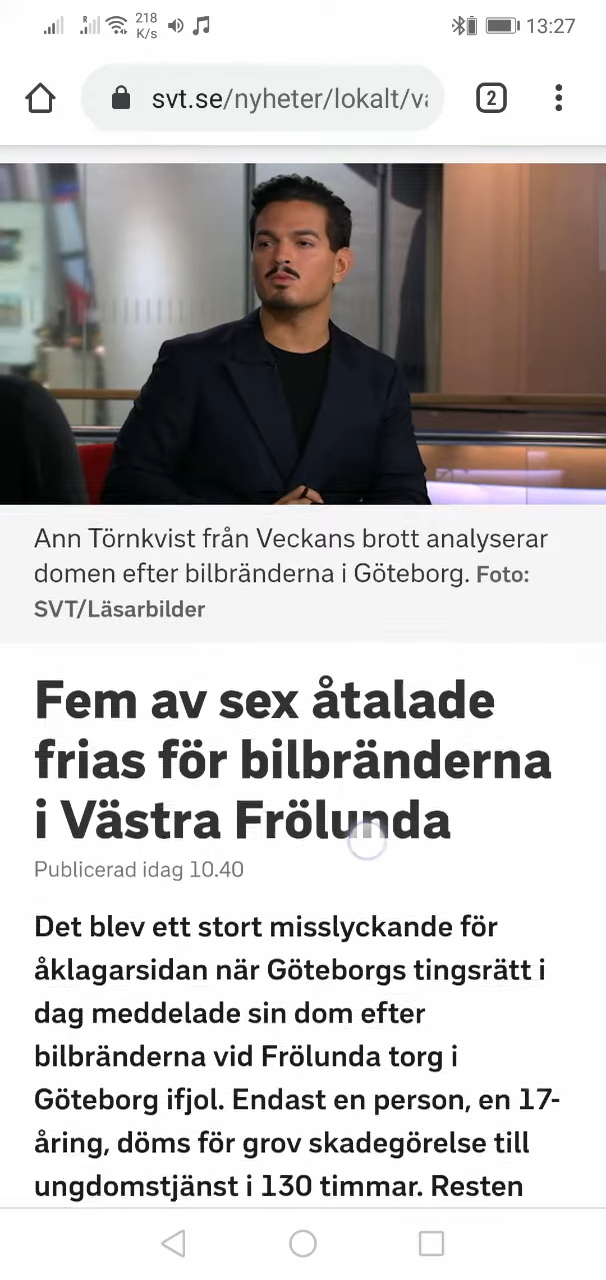 218
K/s
13:27
svt.se/nyheter/lokalt/va
2
Ann Törnkvist från Veckans brott analyserar
domen efter bilbränderna i Göteborg. Foto:
SVT/Läsarbilder
Fem av sex åtalade
frias för bilbränderna
i Västra Frölunda
Publicerad idag 10.40
Det blev ett stort misslyckande för
åklagarsidan när Göteborgs tingsrätt i
dag meddelade sin dom efter
bilbränderna vid Frölunda torg i
Göteborg ifjol. Endast en person, en 17-
åring, döms för grov skadegörelse till
ungdomstjänst i 130 timmar. Resten